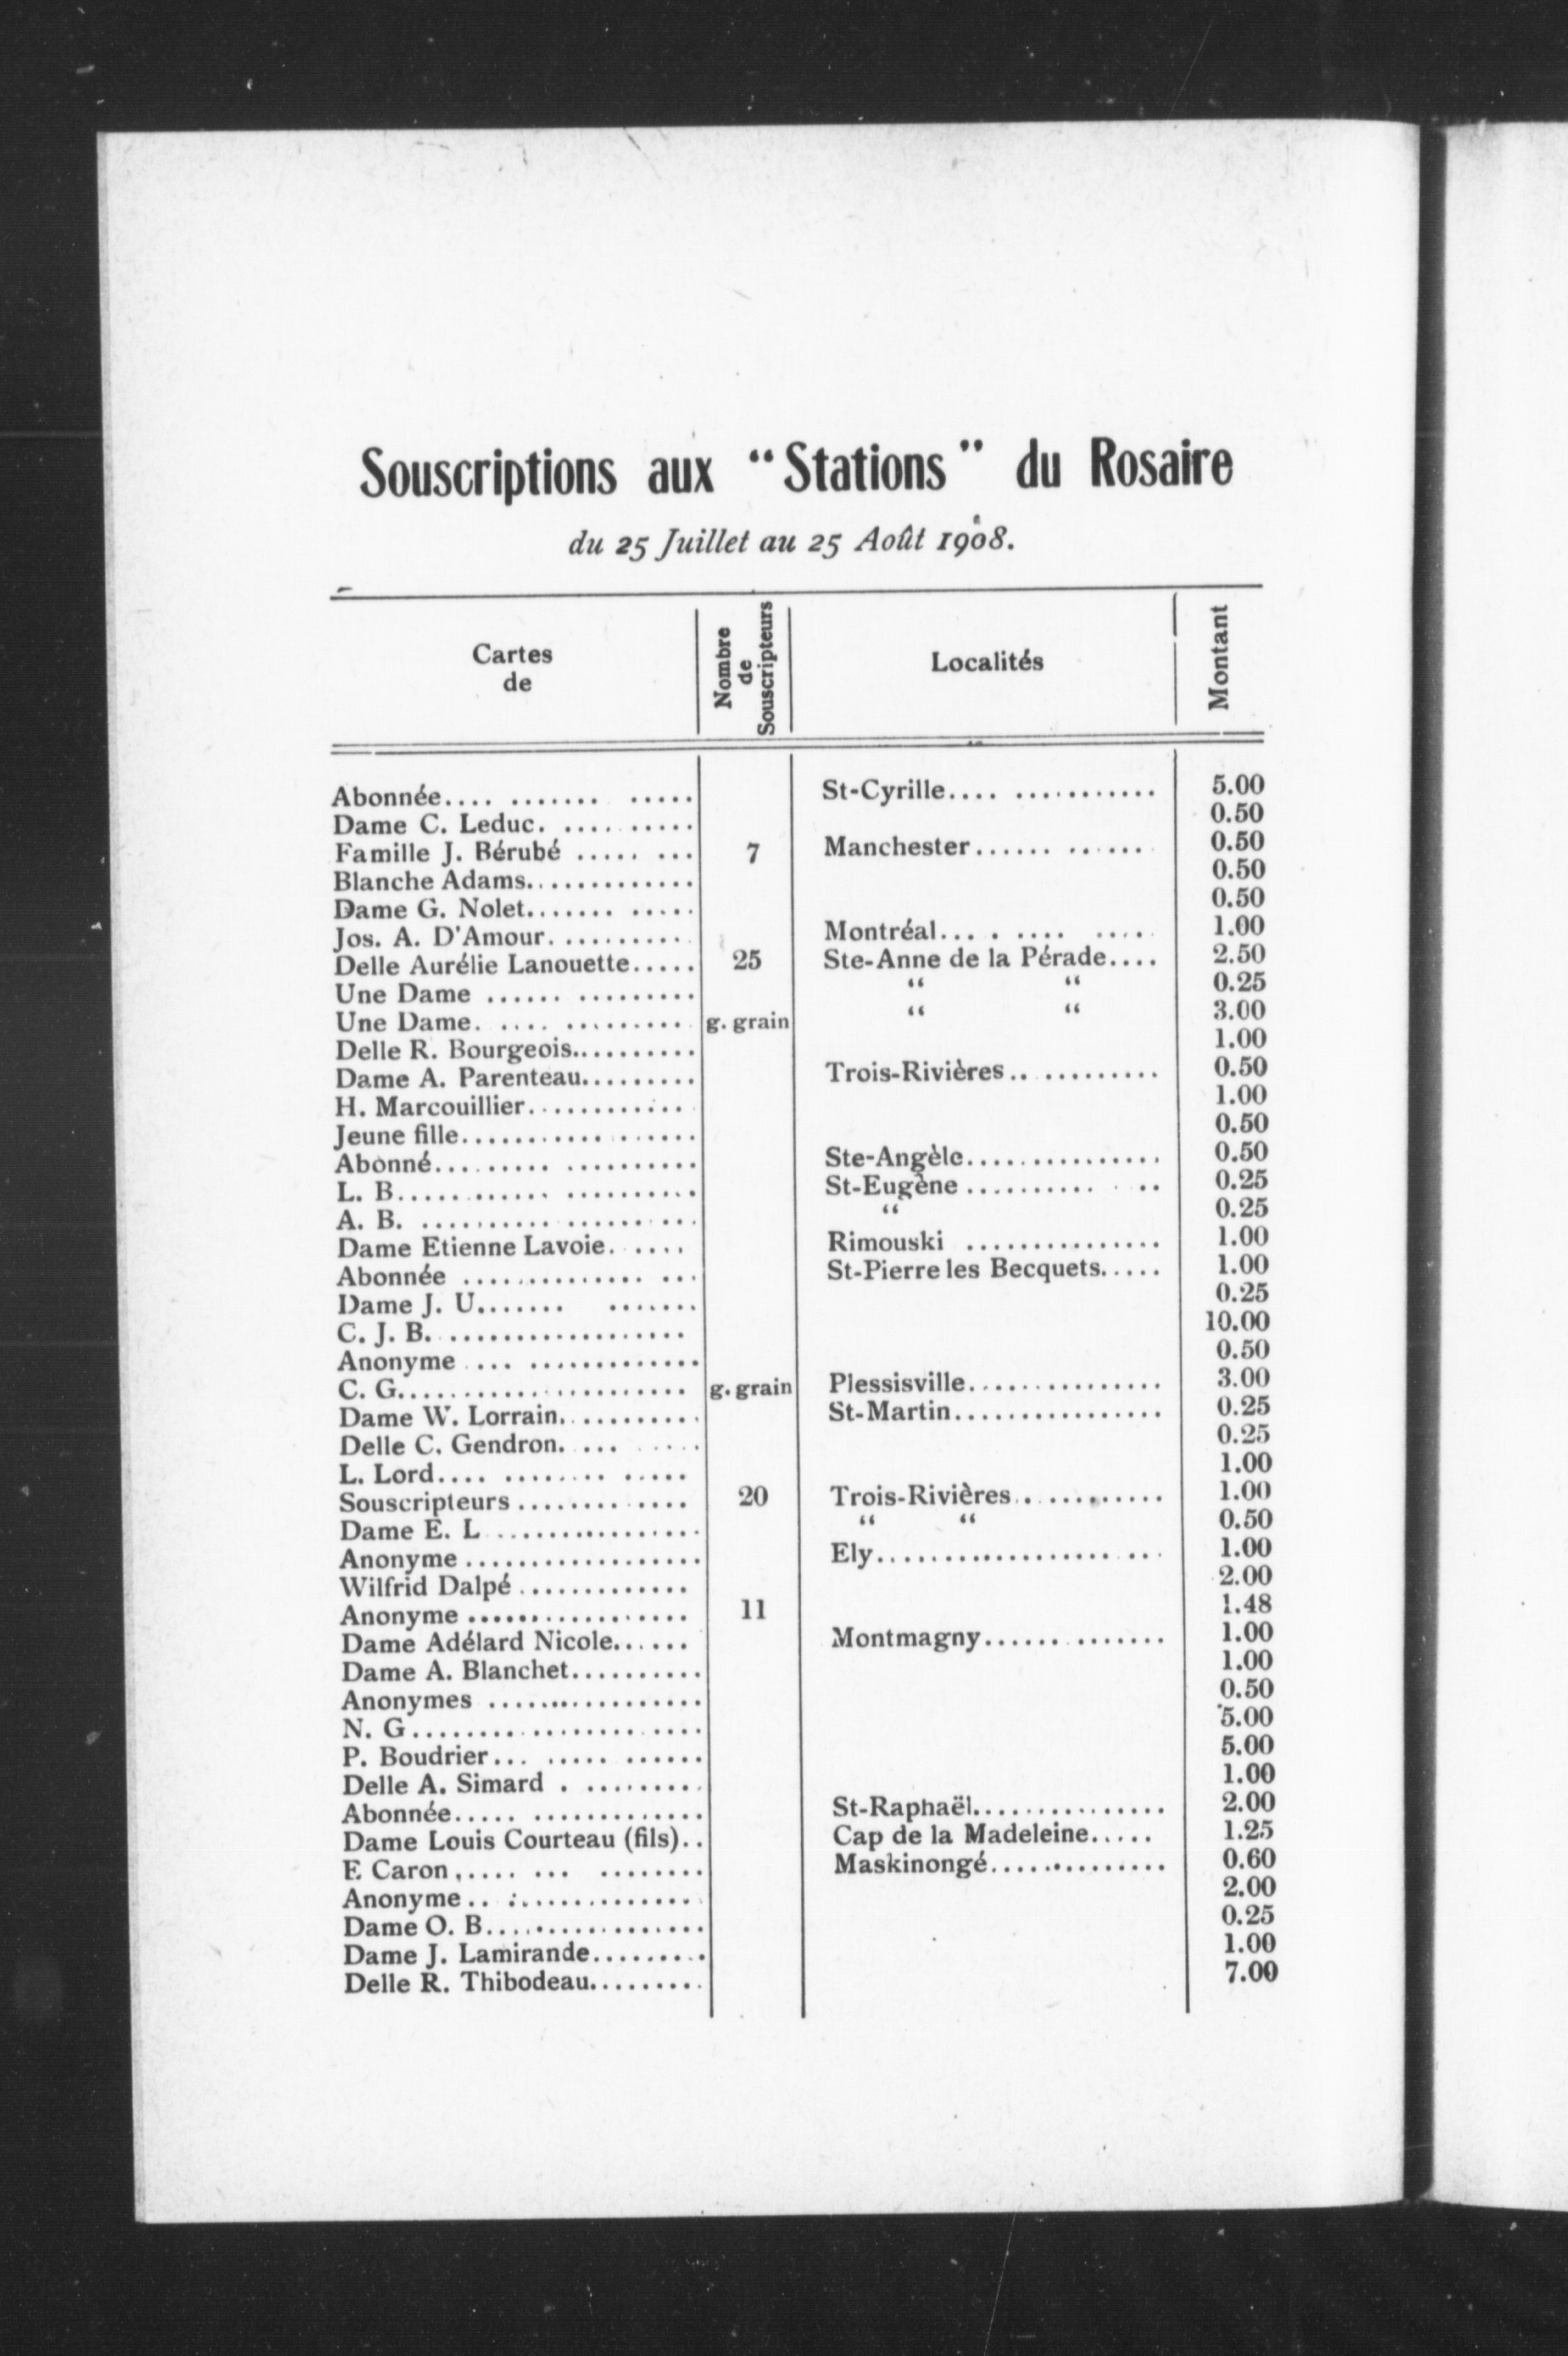 Souscriptions aux "Stations" du Rosaire
du 25 Juillet au 25 Août 1908.
Cartes de | Nombre de Souscripteurs | Localités | Montant
Abonnée.... ....... ..... St-Cyrille.... ........... 5.00
Dame C. Leduc. .......... 0.50
Famille J. Bérubé ..... ... 7 Manchester...... ...... 0.50
Blanche Adams............. 0.50
Dame G. Nolet....... ..... 0.50
Jos. A. D'Amour........... Montréal... . .... ..... 1.00
Delle Aurélie Lanouette..... 25 Ste-Anne de la Pérade.... 2.50
Une Dame ...... ......... “ “ 0.25
Une Dame. .... ......... g. grain “ “ 3.00
Delle R. Bourgeois.......... 1.00
Dame A. Parenteau......... Trois-Rivières.. ......... 0.50
H. Marcouillier............ 1.00
Jeune fille.................. 0.50
Abonné......... .......... Ste-Angèle............... 0.50
L. B............ .......... St-Eugène .......... . .. 0.25
A. B. ..................... “ 0.25
Dame Etienne Lavoie. .... Rimouski ............... 1.00
Abonnée .............. ... St-Pierre les Becquets..... 1.00
Dame J. U....... ....... 0.25
C. J. B. .................. 10.00
Anonyme .... ............. 0.50
C. G...................... g. grain Plessisville............... 3.00
Dame W. Lorrain.......... St-Martin................ 0.25
Delle C. Gendron. ... ..... 0.25
L. Lord.... ........ ..... 1.00
Souscripteurs ............. 20 Trois-Rivières............ 1.00
Dame E. L ................ “ “ 0.50
Anonyme .................. Ely................... ... 1.00
Wilfrid Dalpé ............. 2.00
Anonyme ................. 11 1.48
Dame Adélard Nicole...... Montmagny...... ....... 1.00
Dame A. Blanchet.......... 1.00
Anonymes ................ 0.50
N. G...................... 5.00
P. Boudrier... ..... ...... 5.00
Delle A. Simard . ......... 1.00
Abonnée..... ............. St-Raphaël............... 2.00
Dame Louis Courteau (fils).. Cap de la Madeleine..... 1.25
F. Caron ..... ... ........ Maskinongé.............. 0.60
Anonyme.. ............... 2.00
Dame O. B................. 0.25
Dame J. Lamirande......... 1.00
Delle R. Thibodeau......... 7.00